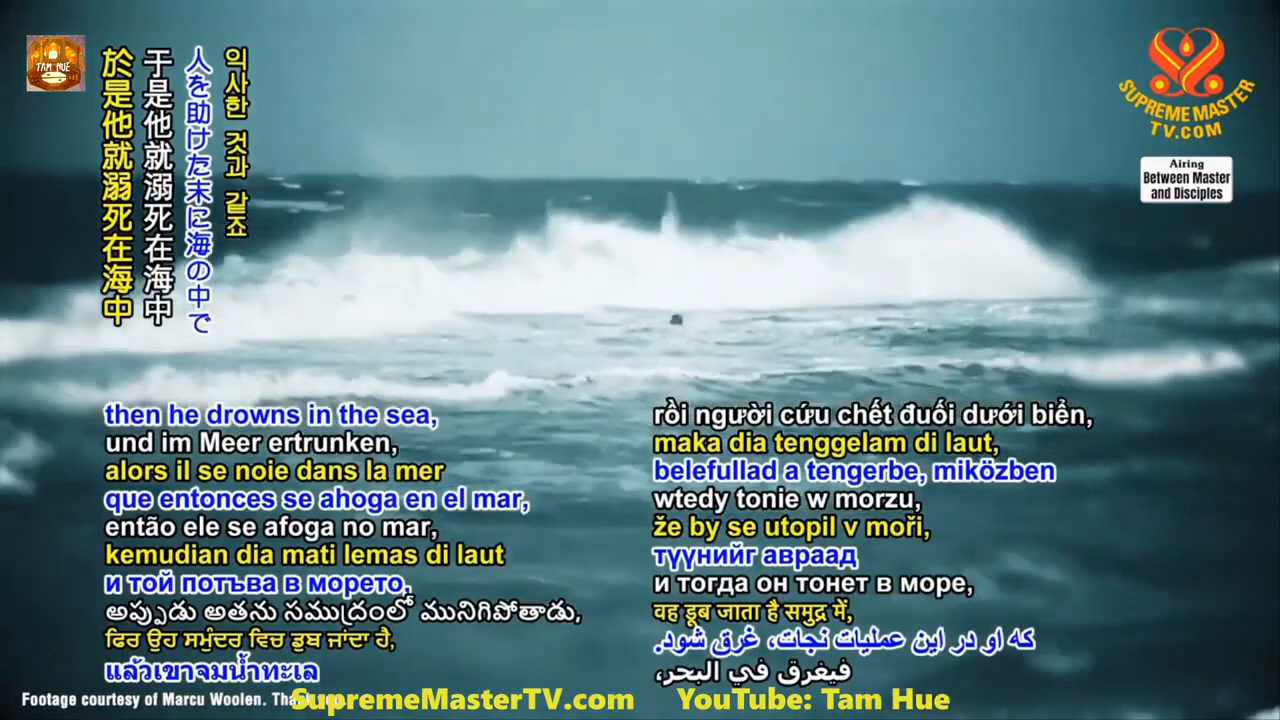 TAM HUE
於是他就溺死在海中
于是他就溺死在海中
人を助けた末に海の中で
익사한 것과 같죠
SUPREME MASTER
TV.COM
Airing
Between Master
and Disciples
then he drowns in the sea,
und im Meer ertrunken,
alors il se noie dans la mer
que entonces se ahoga en el mar,
então ele se afoga no mar,
kemudian dia mati lemas di laut
и той потъва в морето,
అప్పుడు అతను సముద్రంలో మునిగిపోతాడు,
ਫਿਰ ਉਹ ਸਮੁੰਦਰ ਵਿਚ ਡੁਬ ਜਾਂਦਾ ਹੈ,
แล้วเขาจมน้ำทะเล
rồi người cứu chết đuối dưới biển,
maka dia tenggelam di laut,
belefullad a tengerbe, miközben
wtedy tonie w morzu,
že by se utopil v moři,
түүнийг авраад
и тогда он тонет в море,
वह डूब जाता है समुद्र में,
که او در این عملیات نجات، غرق شود.
فيغرق في البحر،
Footage courtesy of Marcu Woolen.
SupremeMasterTV.com YouTube: Tam Hue